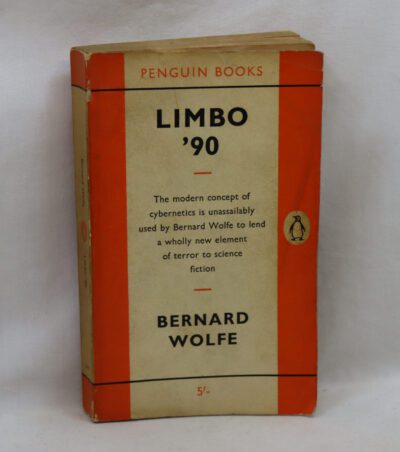 PENGUIN BOOKS
LIMBO
’90
The modern concept of
cybernetics is unassailably
used by Bernard Wolfe to lend
a wholly new element
of terror to science
fiction
BERNARD
WOLFE
5/-